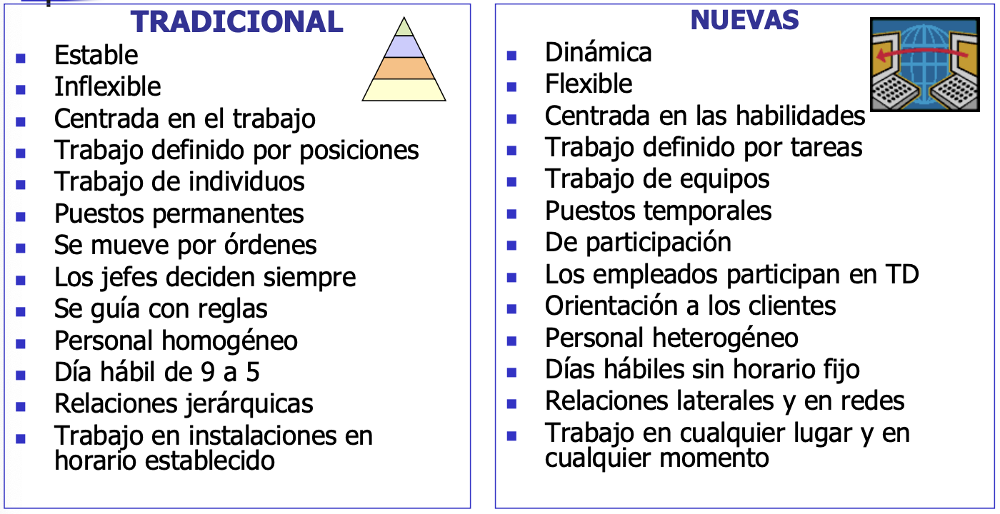 TRADICIONAL
Estable
Inflexible
Centrada en el trabajo
Trabajo definido por posiciones
Trabajo de individuos
Puestos permanentes
Se mueve por órdenes
Los jefes deciden siempre
Se guía con reglas
Personal homogéneo
Día hábil de 9 a 5
Relaciones jerárquicas
Trabajo en instalaciones en
horario establecido
NUEVAS
Dinámica
Flexible
Centrada en las habilidades
Trabajo definido por tareas
Trabajo de equipos
Puestos temporales
De participación
Los empleados participan en TD
Orientación a los clientes
Personal heterogéneo
Días hábiles sin horario fijo
Relaciones laterales y en redes
Trabajo en cualquier lugar y en
cualquier momento